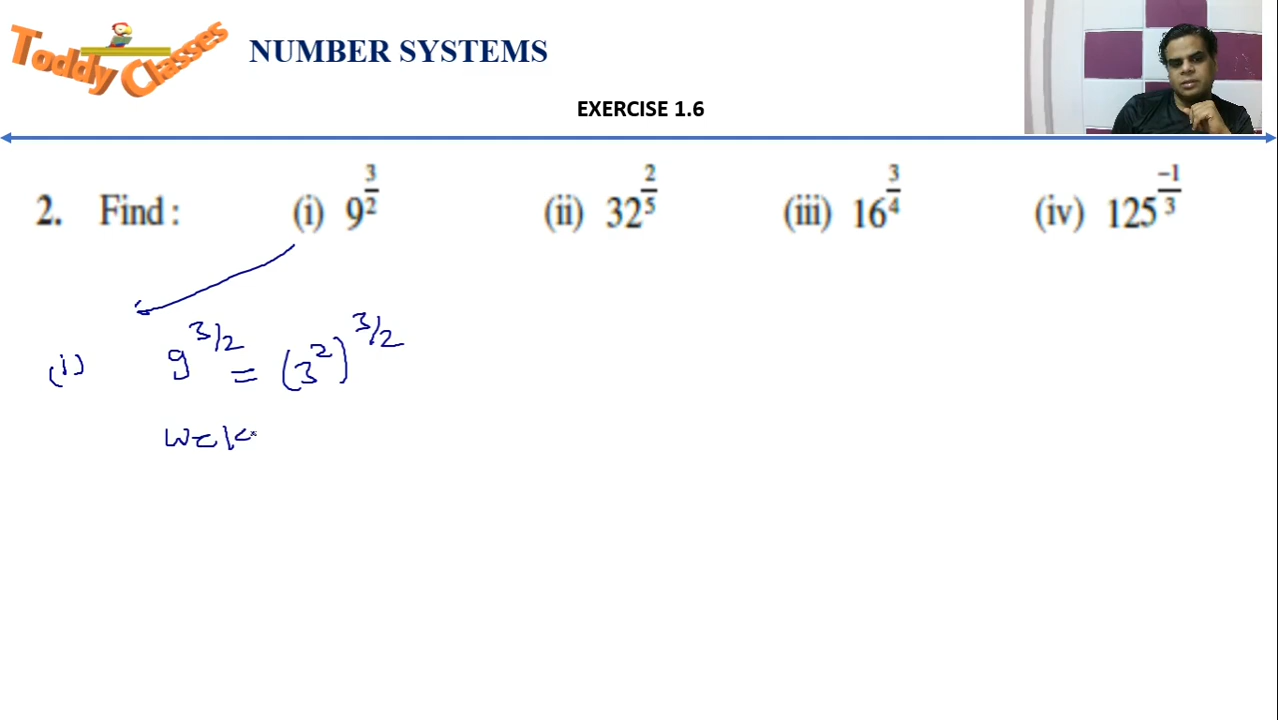 Toddy Classes
NUMBER SYSTEMS
EXERCISE 1.6
2. Find : (i) 9^(3/2) (ii) 32^(2/5) (iii) 16^(3/4) (iv) 125^(-1/3)
(i) 9^(3/2) = (3^2)^(3/2)
we k